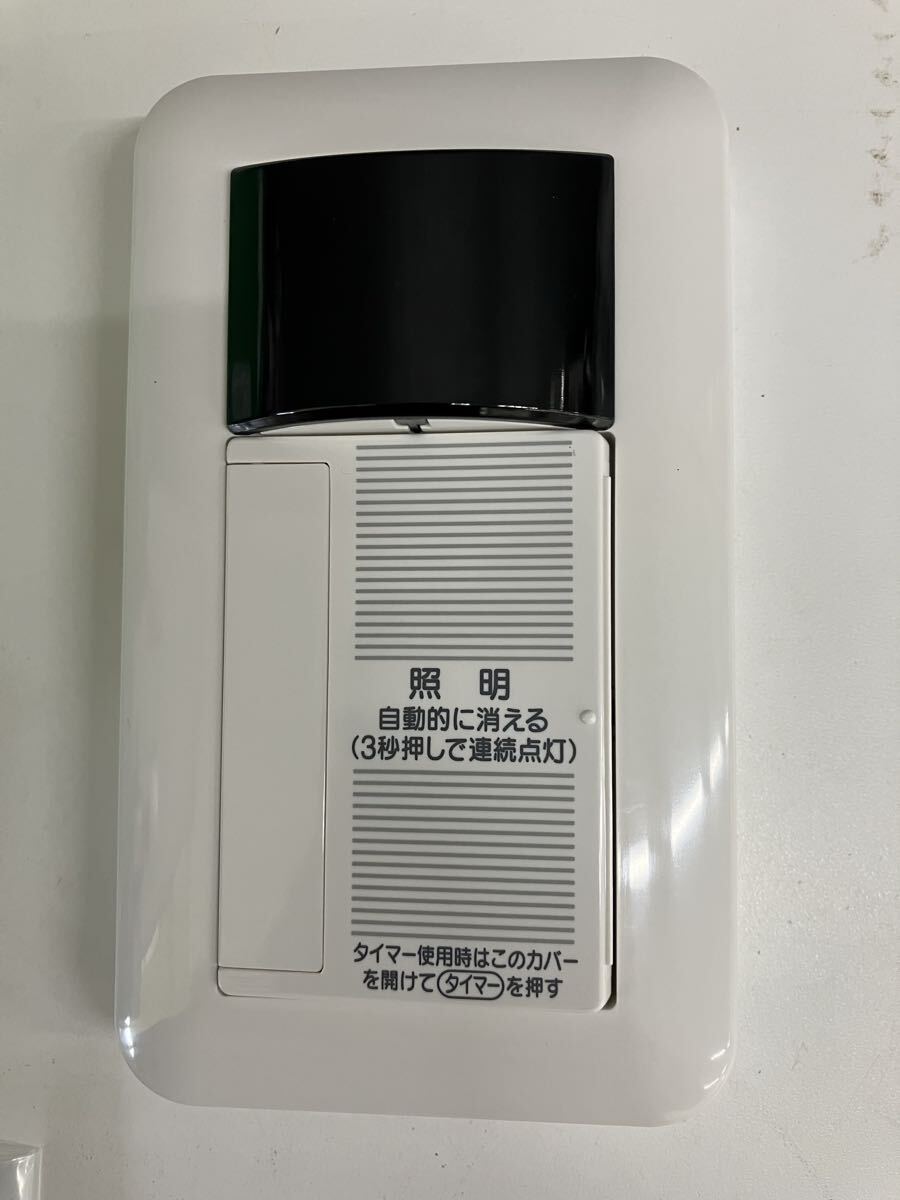 照 明
自動的に消える
(3秒押しで連続点灯)
タイマー使用時はこのカバー
を開けてタイマーを押す